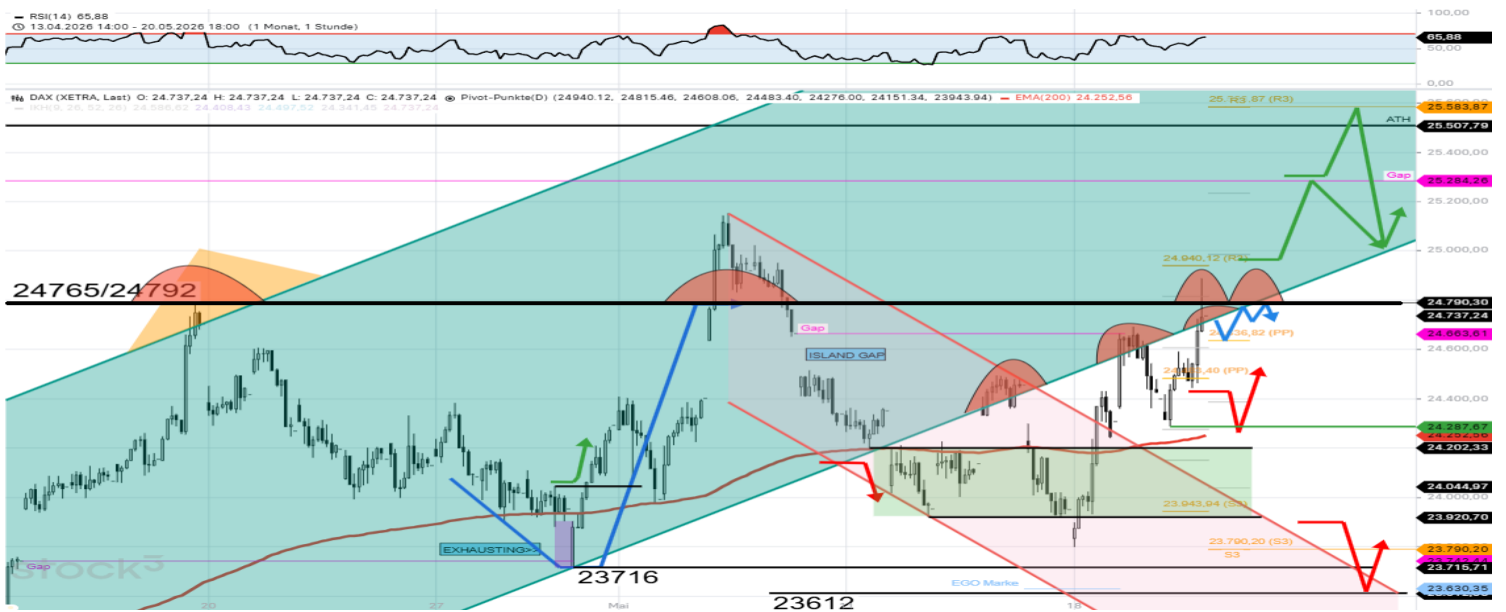 RSI(14) 65,88
13.04.2026 14:00 - 20.05.2026 18:00 (1 Monat, 1 Stunde)
100,00
65,88
50,00
0,00
DAX (XETRA, Last) O: 24.737,24 H: 24.737,24 L: 24.737,24 C: 24.737,24 Pivot-Punkte(D) (24940.12, 24815.46, 24608.06, 24483.40, 24276.00, 24151.34, 23943.94) EMA(200) 24.252,56
25.583,87
ATH
25.507,79
25.400,00
Gap
25.284,26
25.200,00
25.000,00
24.940,12
24765/24792
24.790,30
24.737,24
Gap
24.663,61
(PP)
24.600,00
ISLAND GAP
(PP)
24.400,00
24.287,67
24.252,56
24.202,33
24.044,97
24.000,00
23.943,94 (S3)
23.920,70
EXHAUSTING>>
23.790,20 (S3)
23.790,20
S3
Gap
stock3
23.715,71
23716
EGO Marke
23.630,35
23612
20
27
Mai
18